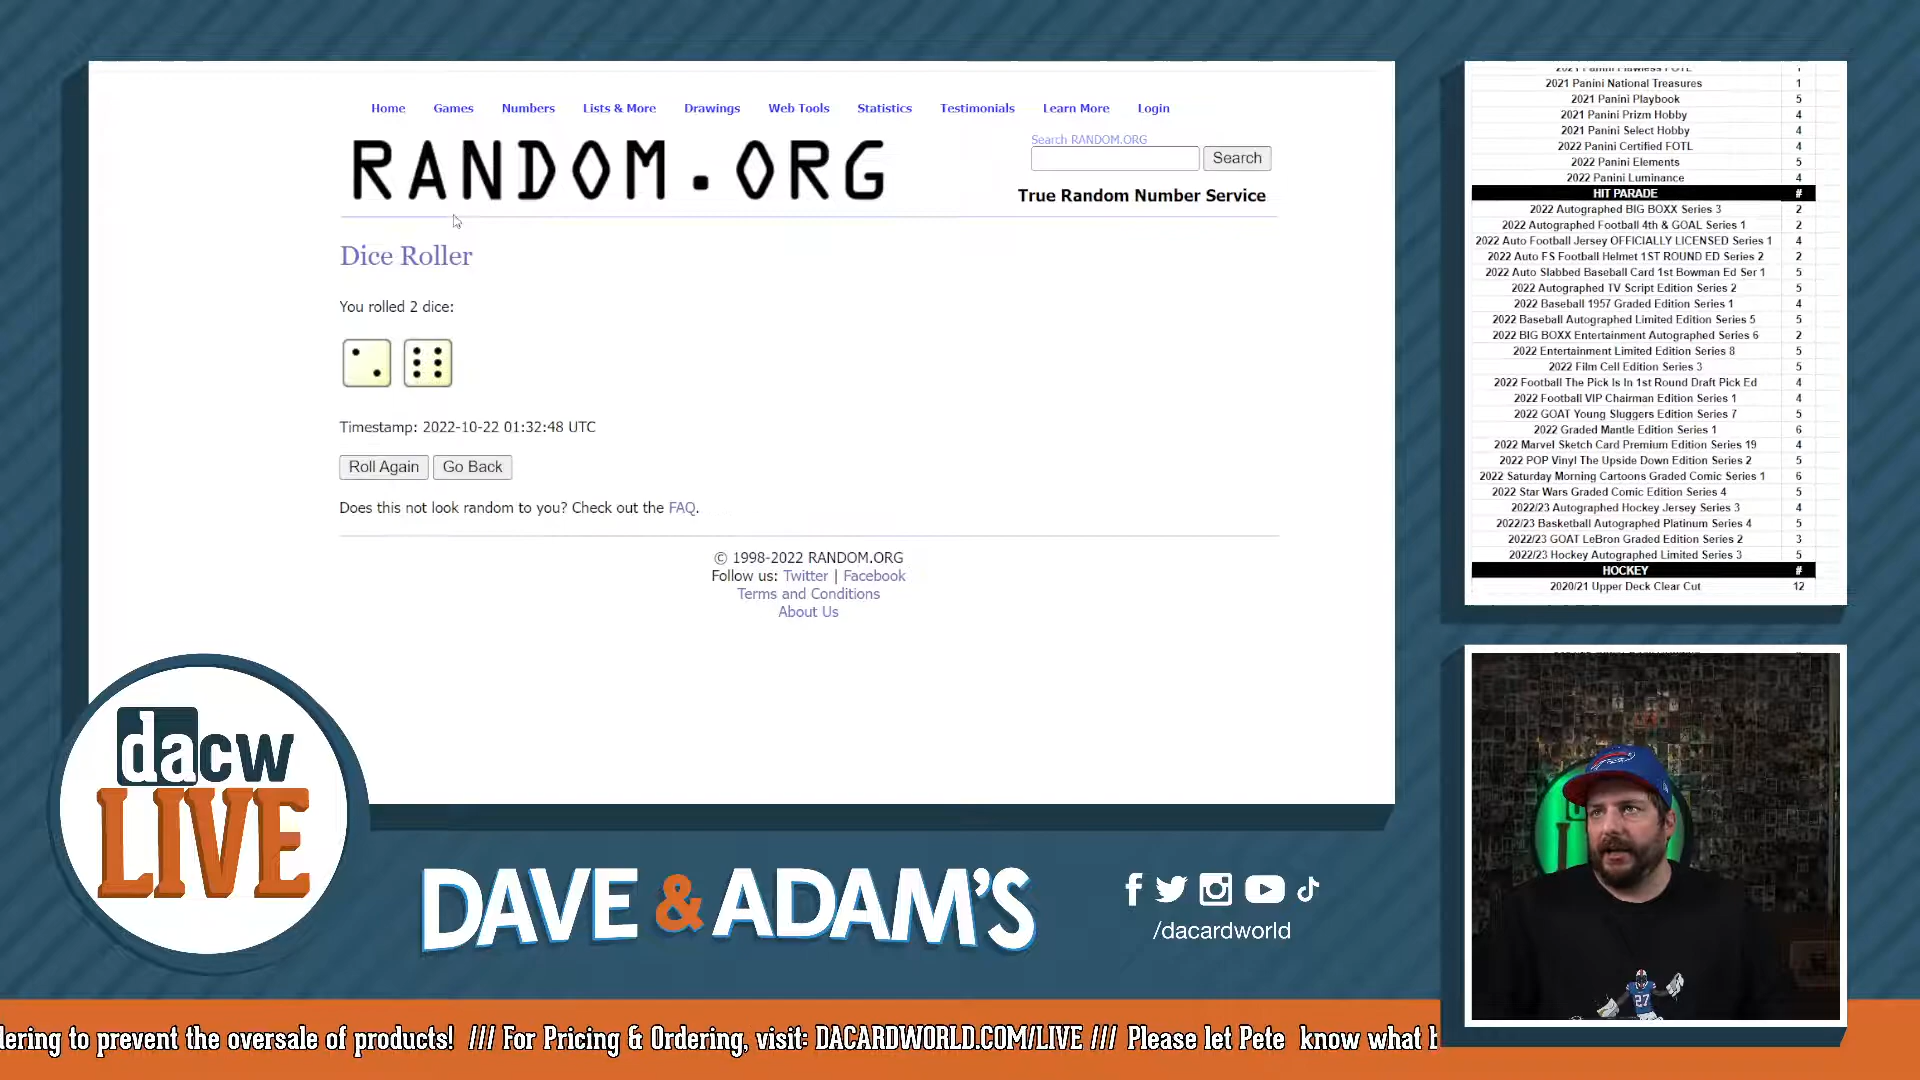 Home Games Numbers Lists & More Drawings Web Tools Statistics Testimonials Learn More Login
RANDOM.ORG
Search RANDOM.ORG
Search
True Random Number Service
Dice Roller
You rolled 2 dice:
Timestamp: 2022-10-22 01:32:48 UTC
Roll Again Go Back
Does this not look random to you? Check out the FAQ.
© 1998-2022 RANDOM.ORG
Follow us: Twitter | Facebook
Terms and Conditions
About Us
2021 Panini Flawless FOTL 1
2021 Panini National Treasures 1
2021 Panini Playbook 5
2021 Panini Prizm Hobby 4
2021 Panini Select Hobby 4
2022 Panini Certified FOTL 4
2022 Panini Elements 5
2022 Panini Luminance 4
HIT PARADE #
2022 Autographed BIG BOXX Series 3 2
2022 Autographed Football 4th & GOAL Series 1 2
2022 Auto Football Jersey OFFICIALLY LICENSED Series 1 4
2022 Auto FS Football Helmet 1ST ROUND ED Series 2 2
2022 Auto Slabbed Baseball Card 1st Bowman Ed Ser 1 5
2022 Autographed TV Script Edition Series 2 5
2022 Baseball 1957 Graded Edition Series 1 4
2022 Baseball Autographed Limited Edition Series 5 5
2022 BIG BOXX Entertainment Autographed Series 6 2
2022 Entertainment Limited Edition Series 8 5
2022 Film Cell Edition Series 3 5
2022 Football The Pick Is In 1st Round Draft Pick Ed 4
2022 Football VIP Chairman Edition Series 1 4
2022 GOAT Young Sluggers Edition Series 7 5
2022 Graded Mantle Edition Series 1 6
2022 Marvel Sketch Card Premium Edition Series 19 4
2022 POP Vinyl The Upside Down Edition Series 2 5
2022 Saturday Morning Cartoons Graded Comic Series 1 6
2022 Star Wars Graded Comic Edition Series 4 5
2022/23 Autographed Hockey Jersey Series 3 4
2022/23 Basketball Autographed Platinum Series 4 5
2022/23 GOAT LeBron Graded Edition Series 2 3
2022/23 Hockey Autographed Limited Series 3 5
HOCKEY #
2020/21 Upper Deck Clear Cut 12
dacw
LIVE
DAVE & ADAM'S
/dacardworld
27
dering to prevent the oversale of products! /// For Pricing & Ordering, visit: DACARDWORLD.COM/LIVE /// Please let Pete know what